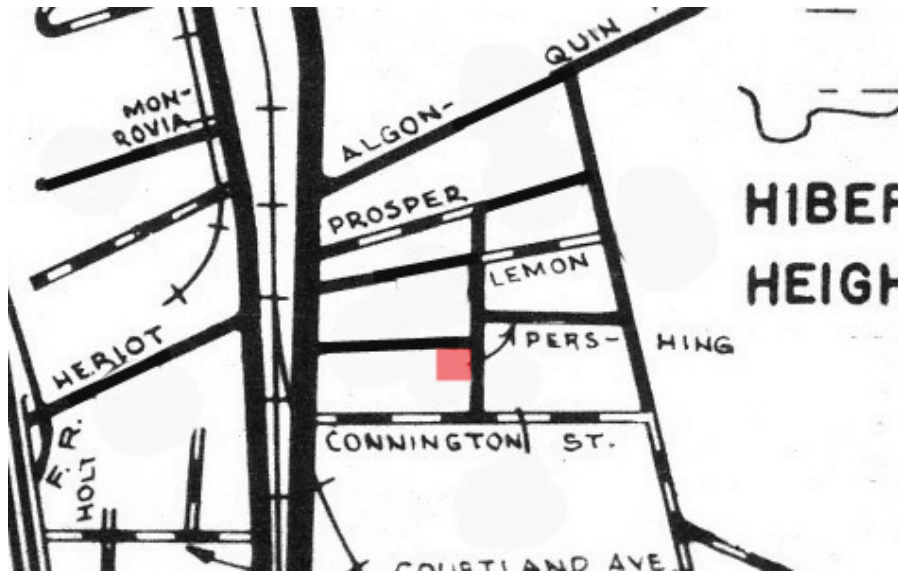 QUIN
MON-
ROVIA
ALGON-
PROSPER
HIBER
LEMON
HEIGH
HERIOT
PERS- HING
F. R.
CONNINGTON ST.
HOLT
COURTLAND AVE